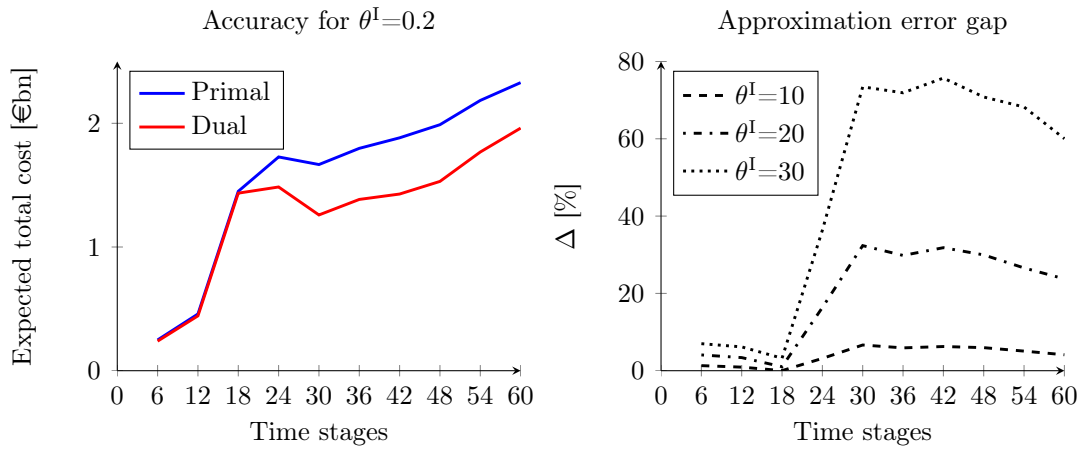 Accuracy for θᴵ=0.2
Expected total cost [€bn]
2
1
0
Primal
Dual
0 6 12 18 24 30 36 42 48 54 60
Time stages
Approximation error gap
Δ [%]
80
60
40
20
0
θᴵ=10
θᴵ=20
θᴵ=30
0 6 12 18 24 30 36 42 48 54 60
Time stages